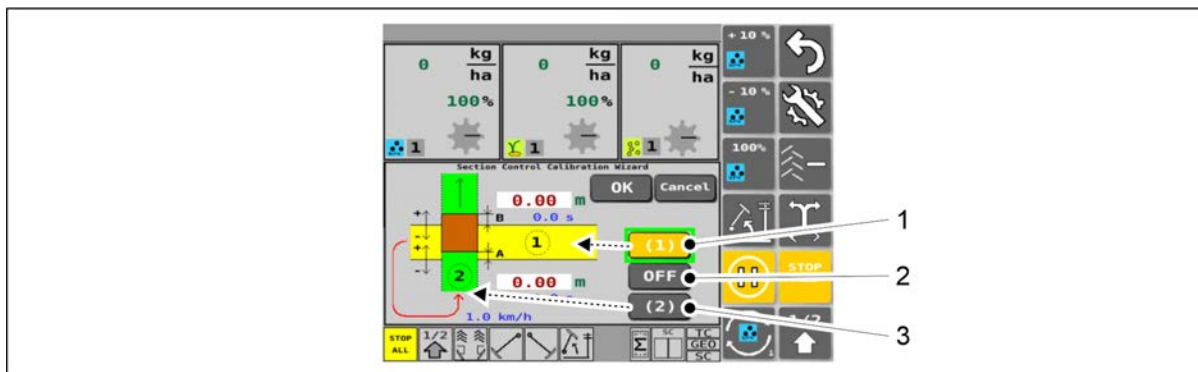 0 kg ha 0 kg ha 0 kg ha + 10 %
100% 100% - 10 %
1 1 1 100%
Section Control Calibration Wizard
0.00 m OK Cancel
+ B 0.0 s
- 1 (1) 1
+ A
- OFF 2 STOP
2 0.00 m
(2) 3
1.0 km/h
STOP ALL 1/2 Σ SC TC GEO SC 1 1/2